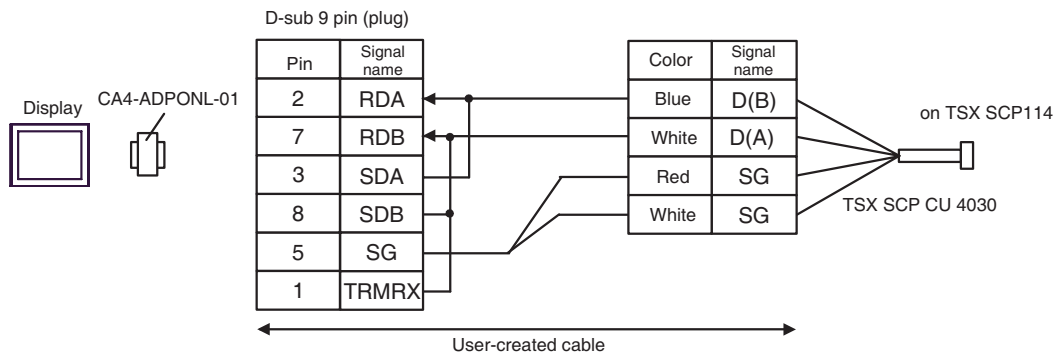 D-sub 9 pin (plug)
Display
CA4-ADPONL-01
Pin Signal name
2 RDA
7 RDB
3 SDA
8 SDB
5 SG
1 TRMRX
Color Signal name
Blue D(B)
White D(A)
Red SG
White SG
on TSX SCP114
TSX SCP CU 4030
User-created cable